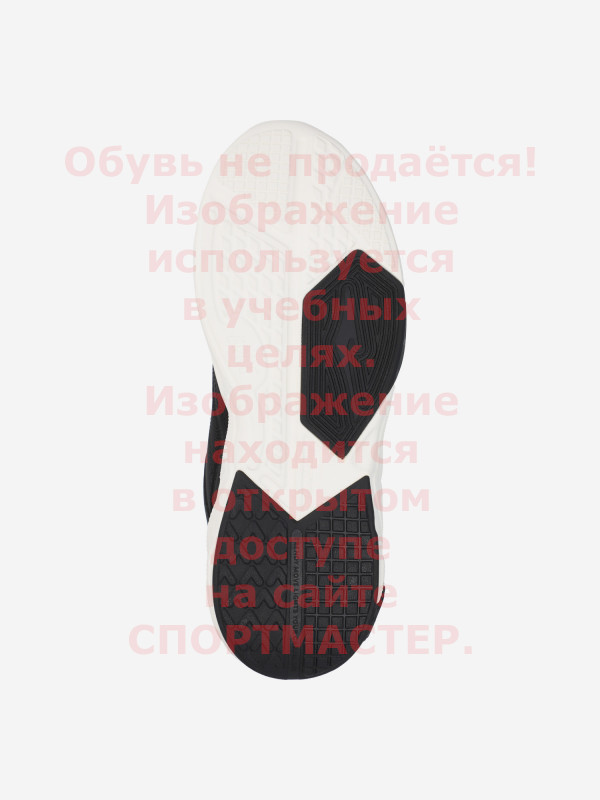 Обувь не продаётся!
Изображение
используется
в учебных
целях.
Изображение
находится
в открытом
доступе
на сайте
СПОРТМАСТЕР.